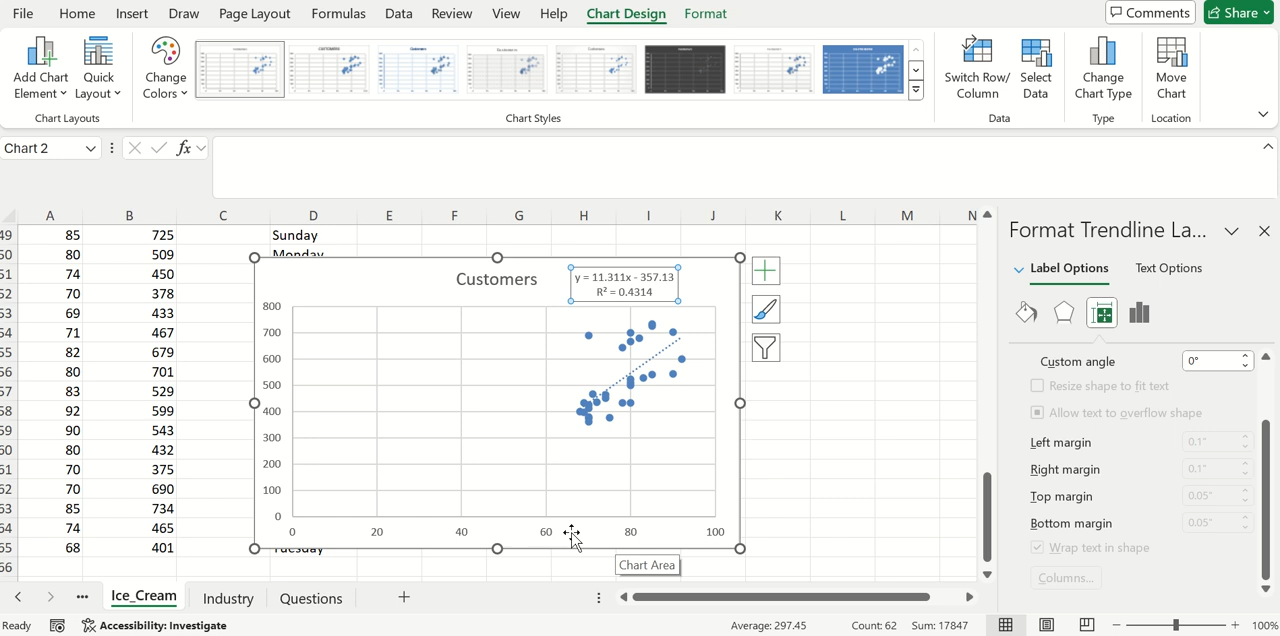 File Home Insert Draw Page Layout Formulas Data Review View Help Chart Design Format Comments Share
Add Chart Element
Quick Layout
Change Colors
Switch Row/ Column
Select Data
Change Chart Type
Move Chart
Chart Layouts Chart Styles Data Type Location
Chart 2 fx
A B C D E F G H I J K L M N
49 85 725 Sunday
50 80 509 Monday
51 74 450
52 70 378
53 69 433
54 71 467
55 82 679
56 80 701
57 83 529
58 92 599
59 90 543
60 80 432
61 70 375
62 70 690
63 85 734
64 74 465
65 68 401 Tuesday
66
Customers
y = 11.311x - 357.13
R² = 0.4314
800
700
600
500
400
300
200
100
0
0 20 40 60 80 100
Chart Area
Format Trendline La...
Label Options Text Options
Custom angle 0°
Resize shape to fit text
Allow text to overflow shape
Left margin 0.1"
Right margin 0.1"
Top margin 0.05"
Bottom margin 0.05"
Wrap text in shape
Columns...
Ice_Cream Industry Questions
Ready Accessibility: Investigate Average: 297.45 Count: 62 Sum: 17847 100%